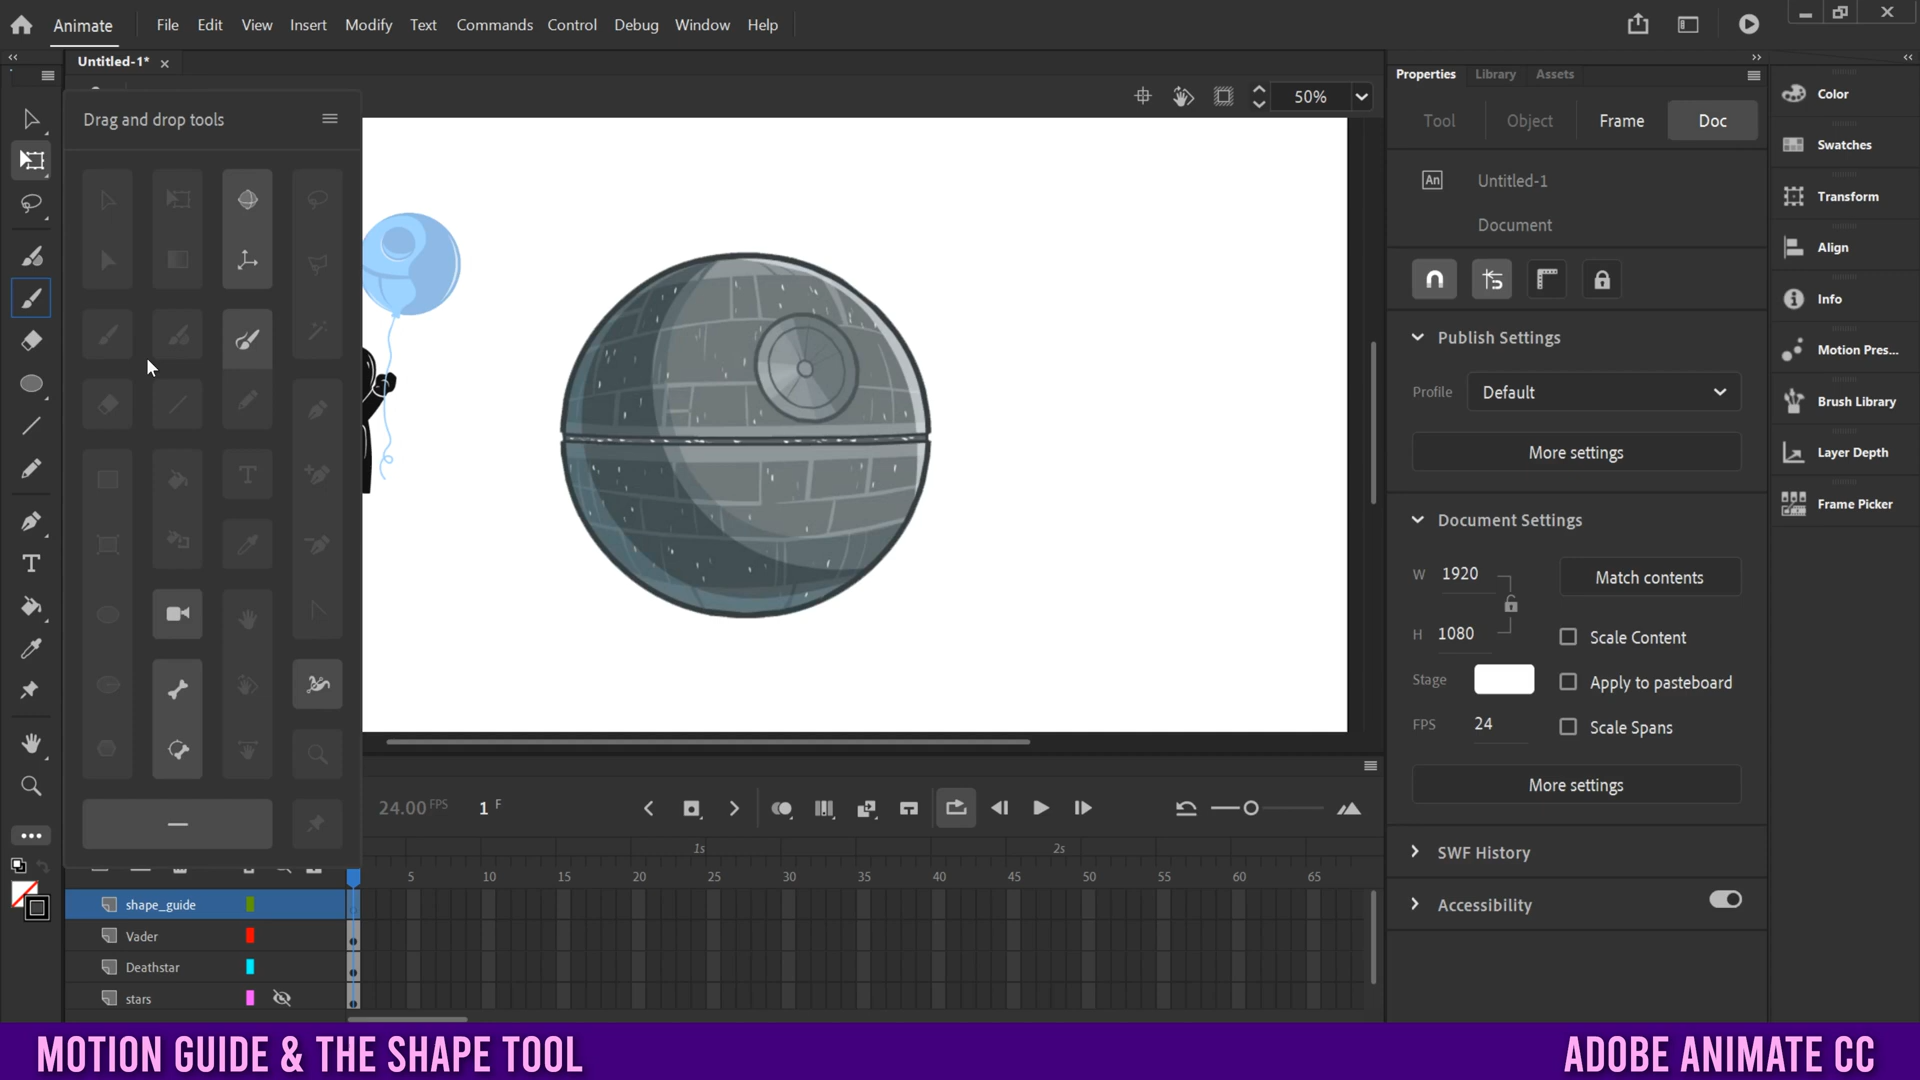 Animate File Edit View Insert Modify Text Commands Control Debug Window Help
Untitled-1*
50%
Drag and drop tools
T
T
24.00 FPS 1 F
1s 2s
5 10 15 20 25 30 35 40 45 50 55 60 65
shape_guide
Vader
Deathstar
stars
Properties Library Assets
Tool Object Frame Doc
An Untitled-1
Document
Publish Settings
Profile Default
More settings
Document Settings
W 1920 Match contents
H 1080 Scale Content
Stage Apply to pasteboard
FPS 24 Scale Spans
More settings
SWF History
Accessibility
Color
Swatches
Transform
Align
Info
Motion Pres...
Brush Library
Layer Depth
Frame Picker
MOTION GUIDE & THE SHAPE TOOL ADOBE ANIMATE CC